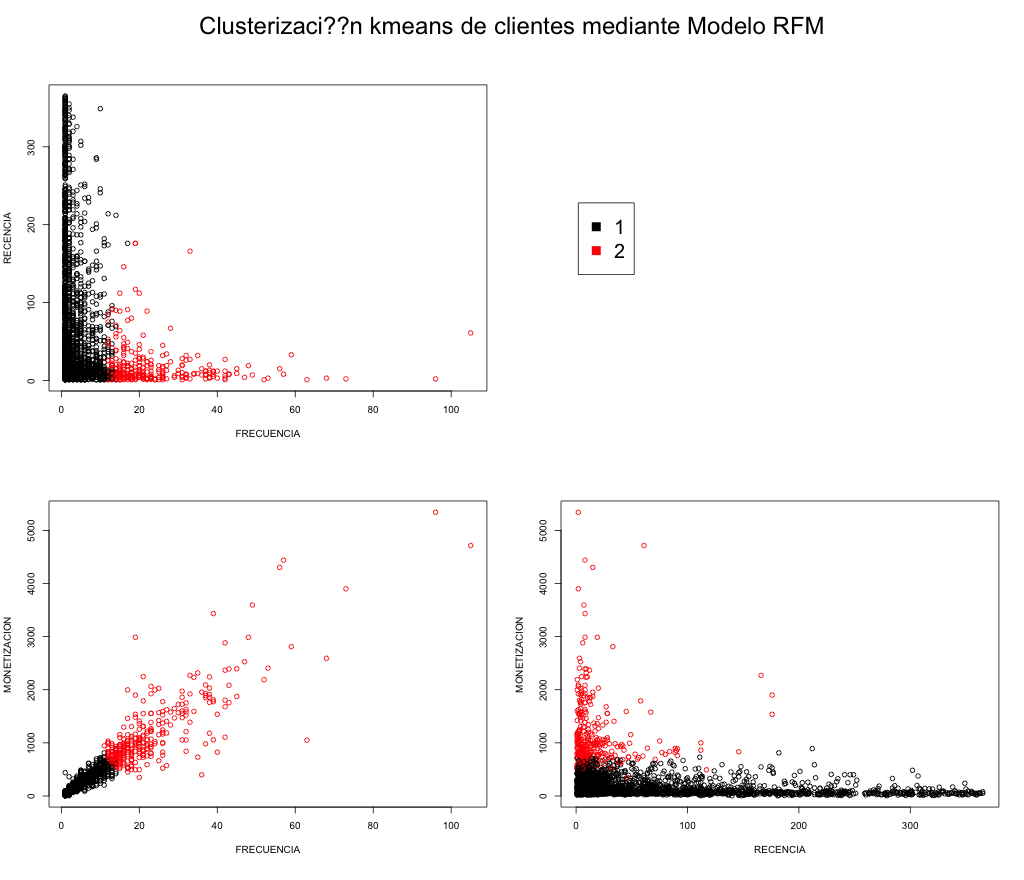 Clusterizaci??n kmeans de clientes mediante Modelo RFM
RECENCIA
300
200
100
0
0 20 40 60 80 100
FRECUENCIA
1
2
MONETIZACION
5000
4000
3000
2000
1000
0
0 20 40 60 80 100
FRECUENCIA
MONETIZACION
5000
4000
3000
2000
1000
0
0 100 200 300
RECENCIA